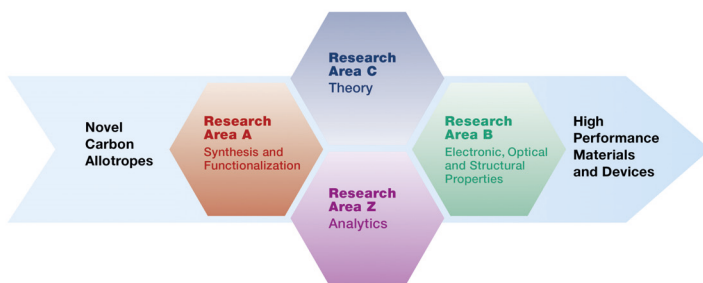 Novel
Carbon
Allotropes
Research
Area A
Synthesis and
Functionalization
Research
Area C
Theory
Research
Area Z
Analytics
Research
Area B
Electronic, Optical
and Structural
Properties
High
Performance
Materials
and Devices